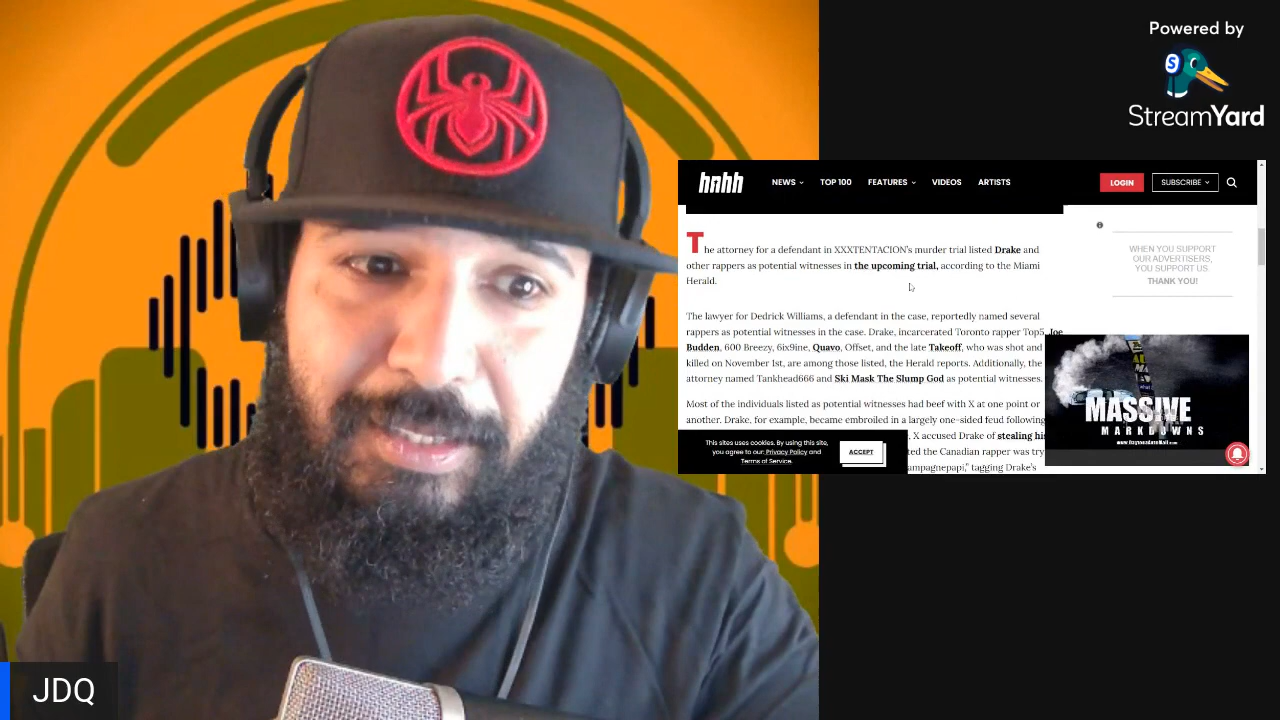 Powered by
StreamYard
hnhh
NEWS
TOP 100
FEATURES
VIDEOS
ARTISTS
LOGIN
SUBSCRIBE
The attorney for a defendant in XXXTENTACION's murder trial listed Drake and
other rappers as potential witnesses in the upcoming trial, according to the Miami
Herald.
The lawyer for Dedrick Williams, a defendant in the case, reportedly named several
rappers as potential witnesses in the case. Drake, incarcerated Toronto rapper Top5, Joe
Budden, 600 Breezy, 6ix9ine, Quavo, Offset, and the late Takeoff, who was shot and
killed on November 1st, are among those listed, the Herald reports. Additionally, the
attorney named Tankhead666 and Ski Mask The Slump God as potential witnesses.
Most of the individuals listed as potential witnesses had beef with X at one point or
another. Drake, for example, became embroiled in a largely one-sided feud following
, X accused Drake of stealing his
ted the Canadian rapper was try
ampagnepapi," tagging Drake's
WHEN YOU SUPPORT
OUR ADVERTISERS,
YOU SUPPORT US.
THANK YOU!
MASSIVE
MARKDOWNS
This sites uses cookies. By using this site,
you agree to our Privacy Policy and
Terms of Service.
ACCEPT
JDQ